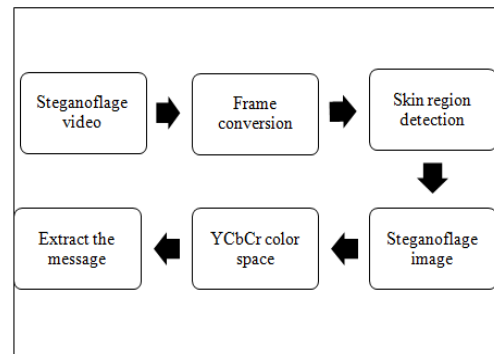 Steganoflage
video
Frame
conversion
Skin region
detection
Steganoflage
image
YCbCr color
space
Extract the
message